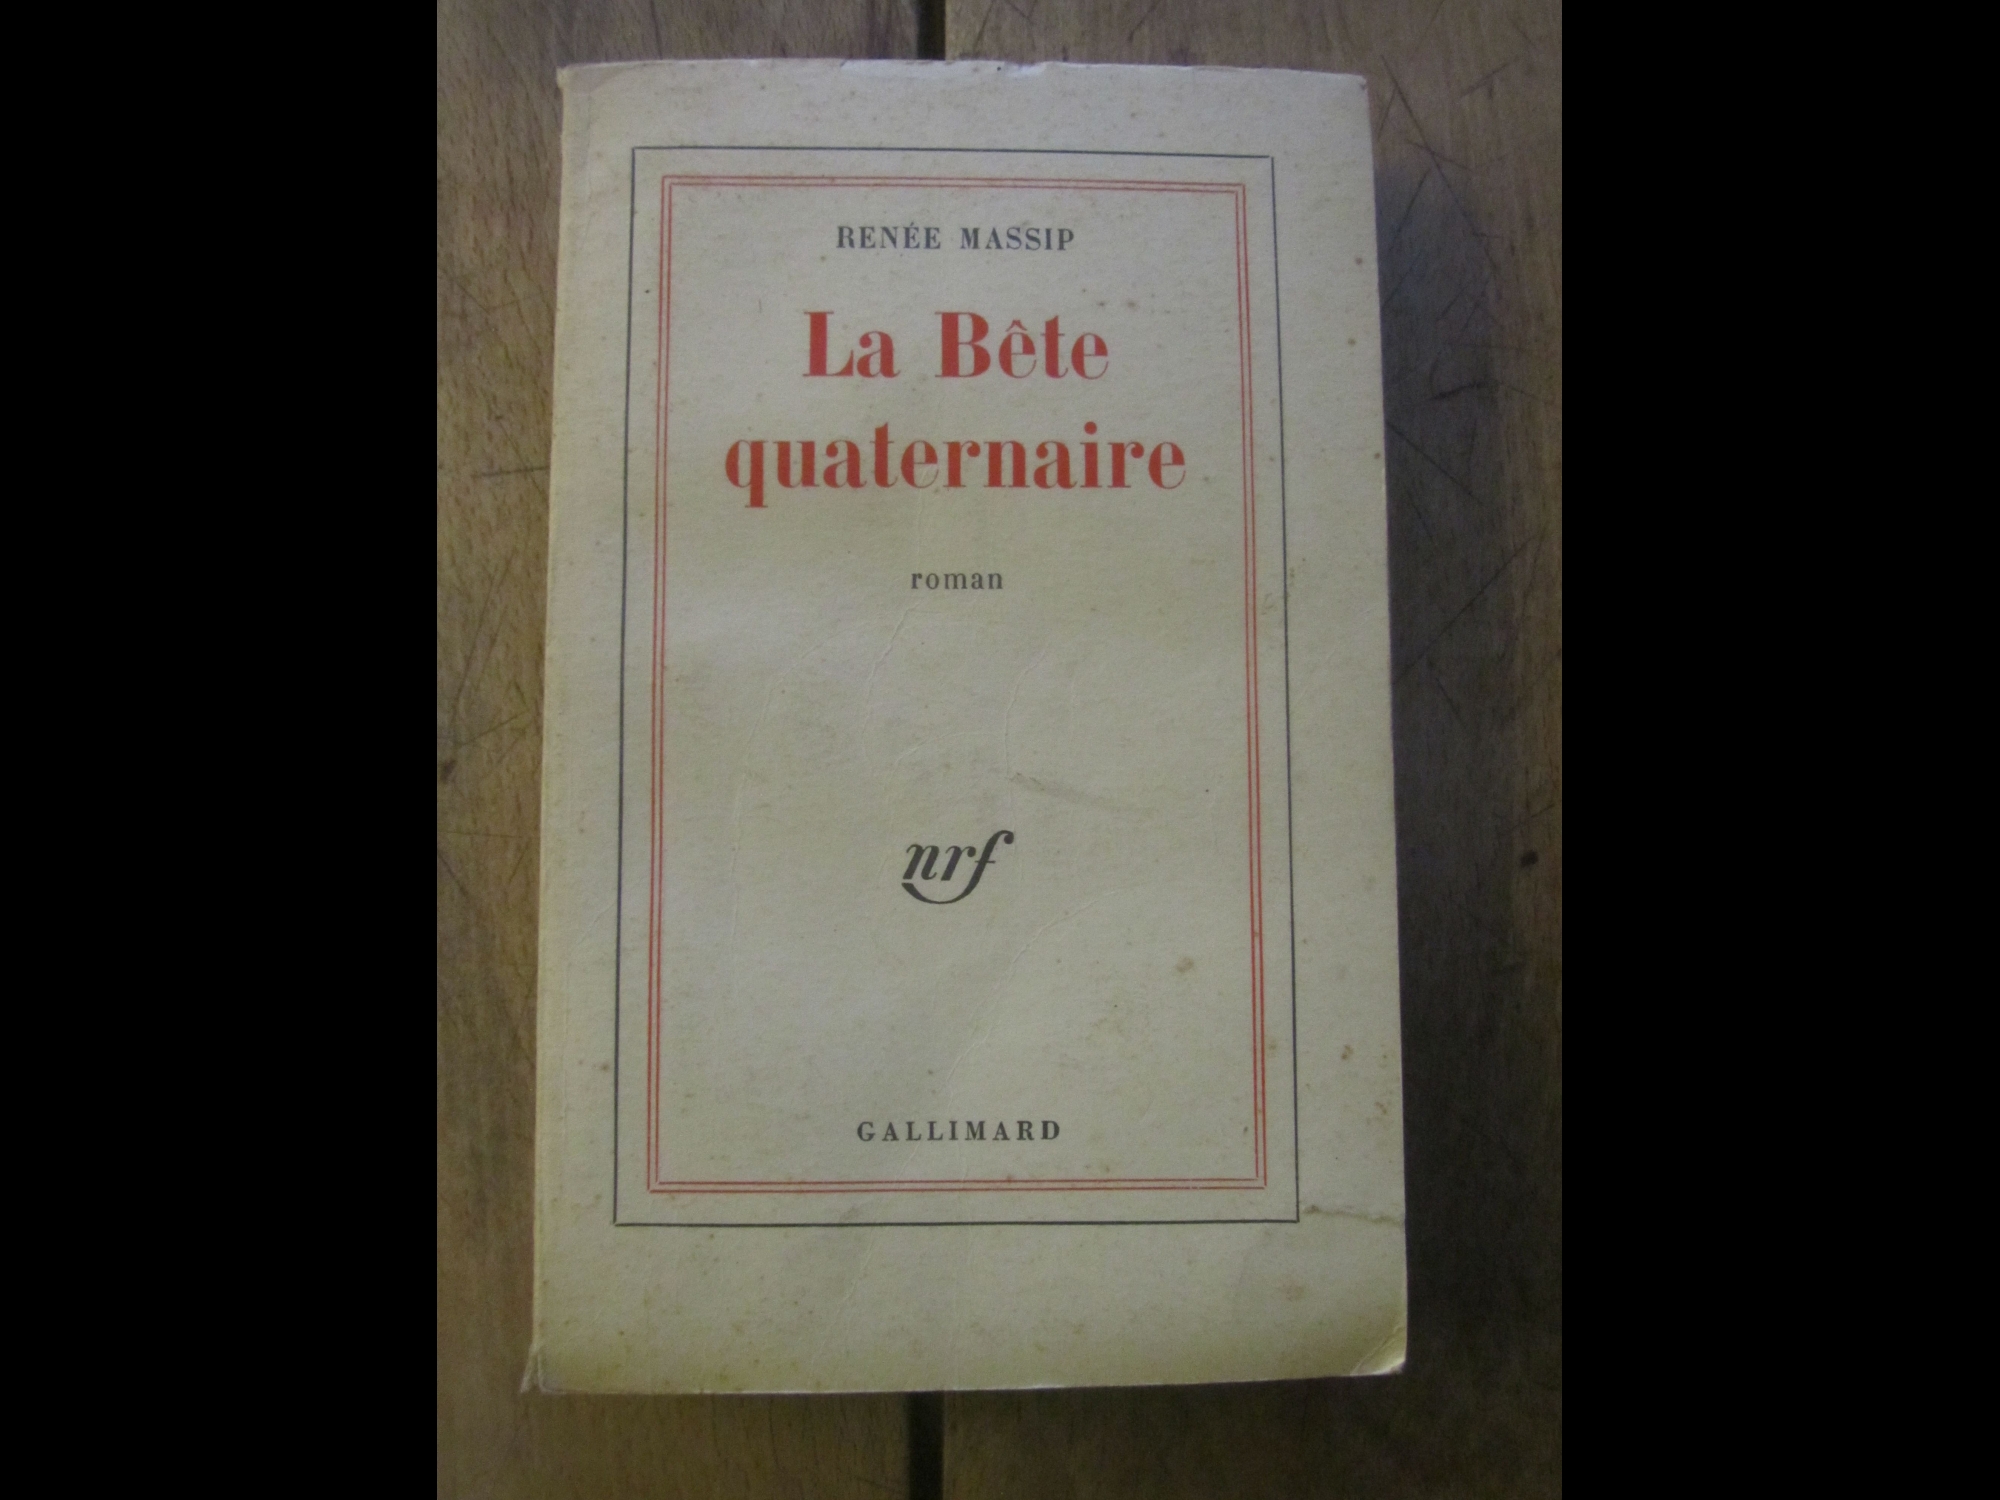 RENÉE MASSIP
La Bête
quaternaire
roman
nrf
GALLIMARD